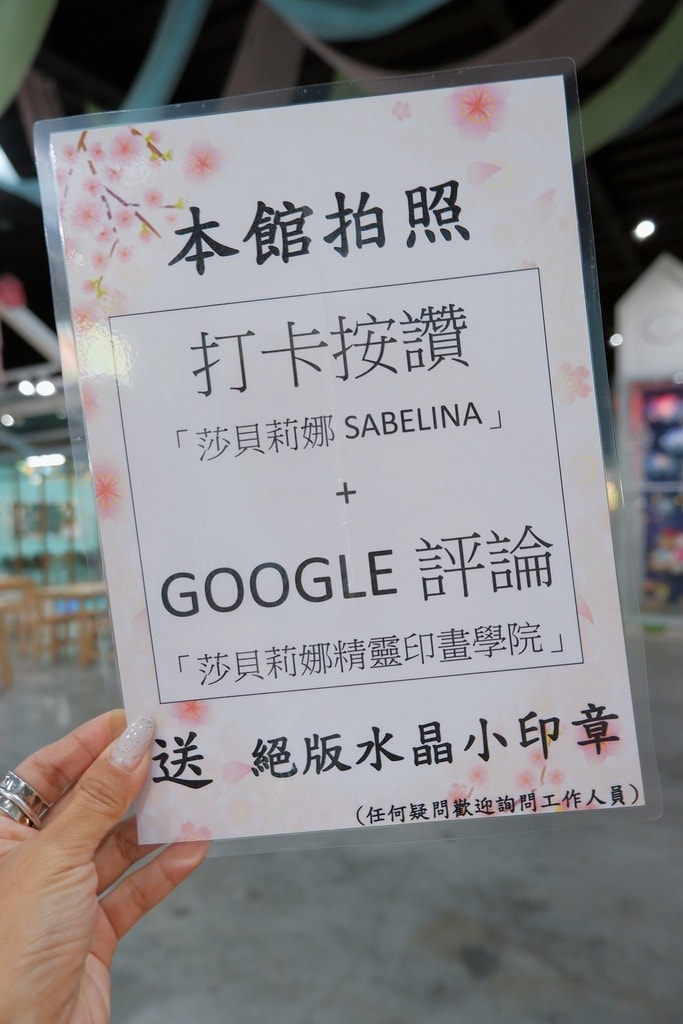 本館拍照
打卡按讚
「莎貝莉娜 SABELINA」
+
GOOGLE 評論
「莎貝莉娜精靈印畫學院」
送 絕版水晶小印章
(任何疑問歡迎詢問工作人員)